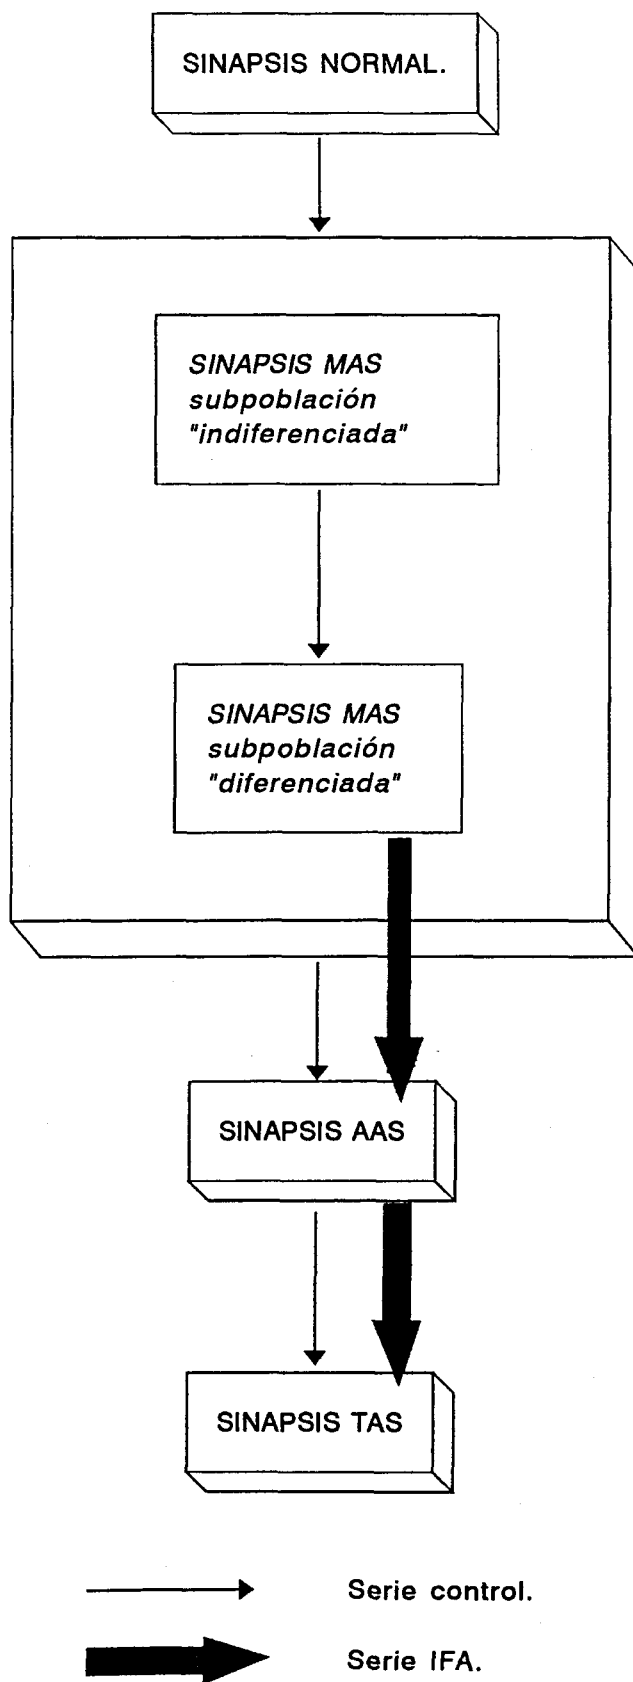 SINAPSIS NORMAL.
SINAPSIS MAS
subpoblación
"indiferenciada"
SINAPSIS MAS
subpoblación
"diferenciada"
SINAPSIS AAS
SINAPSIS TAS
Serie control.
Serie IFA.